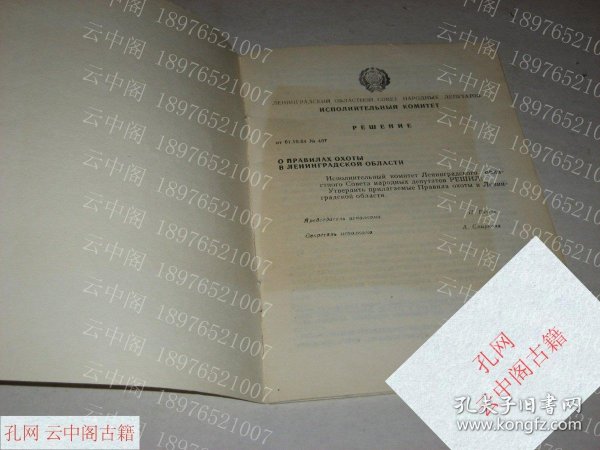 ЛЕНИНГРАДСКИЙ ОБЛАСТНОЙ СОВЕТ НАРОДНЫХ ДЕПУТАТОВ
ИСПОЛНИТЕЛЬНЫЙ КОМИТЕТ
РЕШЕНИЕ
от №
О ПРАВИЛАХ ОХОТЫ
В ЛЕНИНГРАДСКОЙ ОБЛАСТИ
Исполнительный комитет Ленинградского
Совета народных депутатов РЕШИЛ:
Утвердить прилагаемые Правила охоты в Ленин-
градской области.
Председатель исполкома
Секретарь исполкома
云中阁 18976521007
云中阁 18976521007
云中阁 18976521007
云中阁 18976521007
云中阁 18976521007
云中阁 18976521007
孔网
云中阁古籍
孔网 云中阁古籍
孔夫子旧书网
kongfz.com